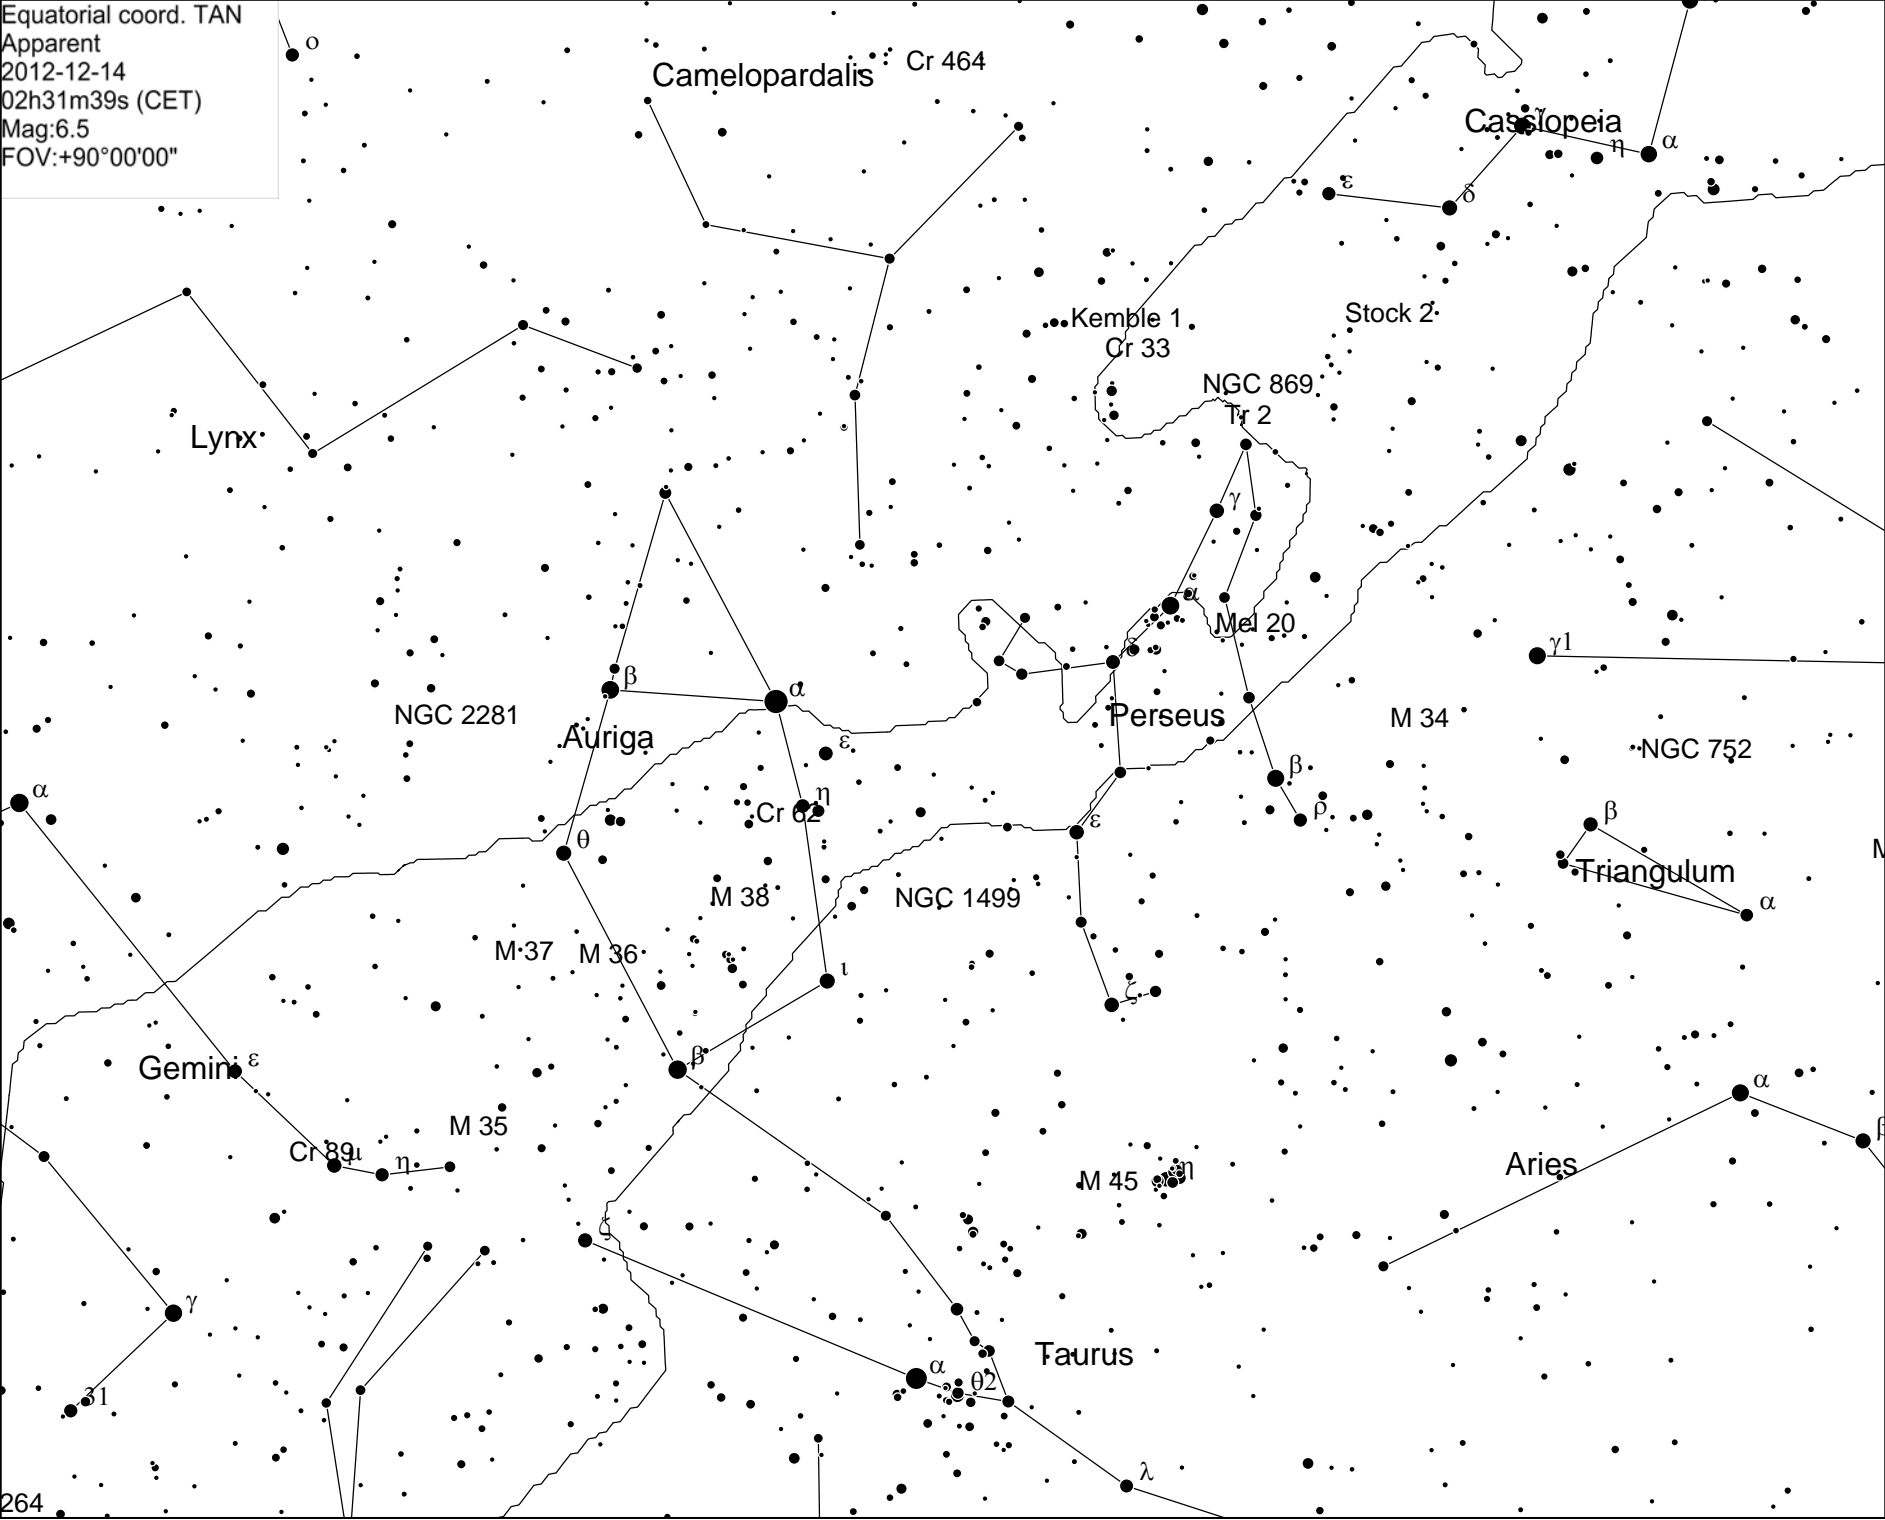 Equatorial coord. TAN
Apparent
2012-12-14
02h31m39s (CET)
Mag:6.5
FOV:+90°00'00"
ο
Camelopardalis
Cr 464
Cassiopeia
γ
η
α
ε
δ
Kemble 1
Stock 2
Cr 33
NGC 869
Tr 2
Lynx
γ
α
Mel 20
δ
γ1
β
α
NGC 2281
Perseus
M 34
Auriga
ε
NGC 752
β
α
η
Cr 62
ρ
ε
β
θ
Triangulum
M 38
NGC 1499
α
M 37
M 36
ι
ζ
β
Gemini
ε
α
M 35
β
Cr 89
μ
η
M 45
η
Aries
ζ
γ
Taurus
α
θ2
31
λ
264